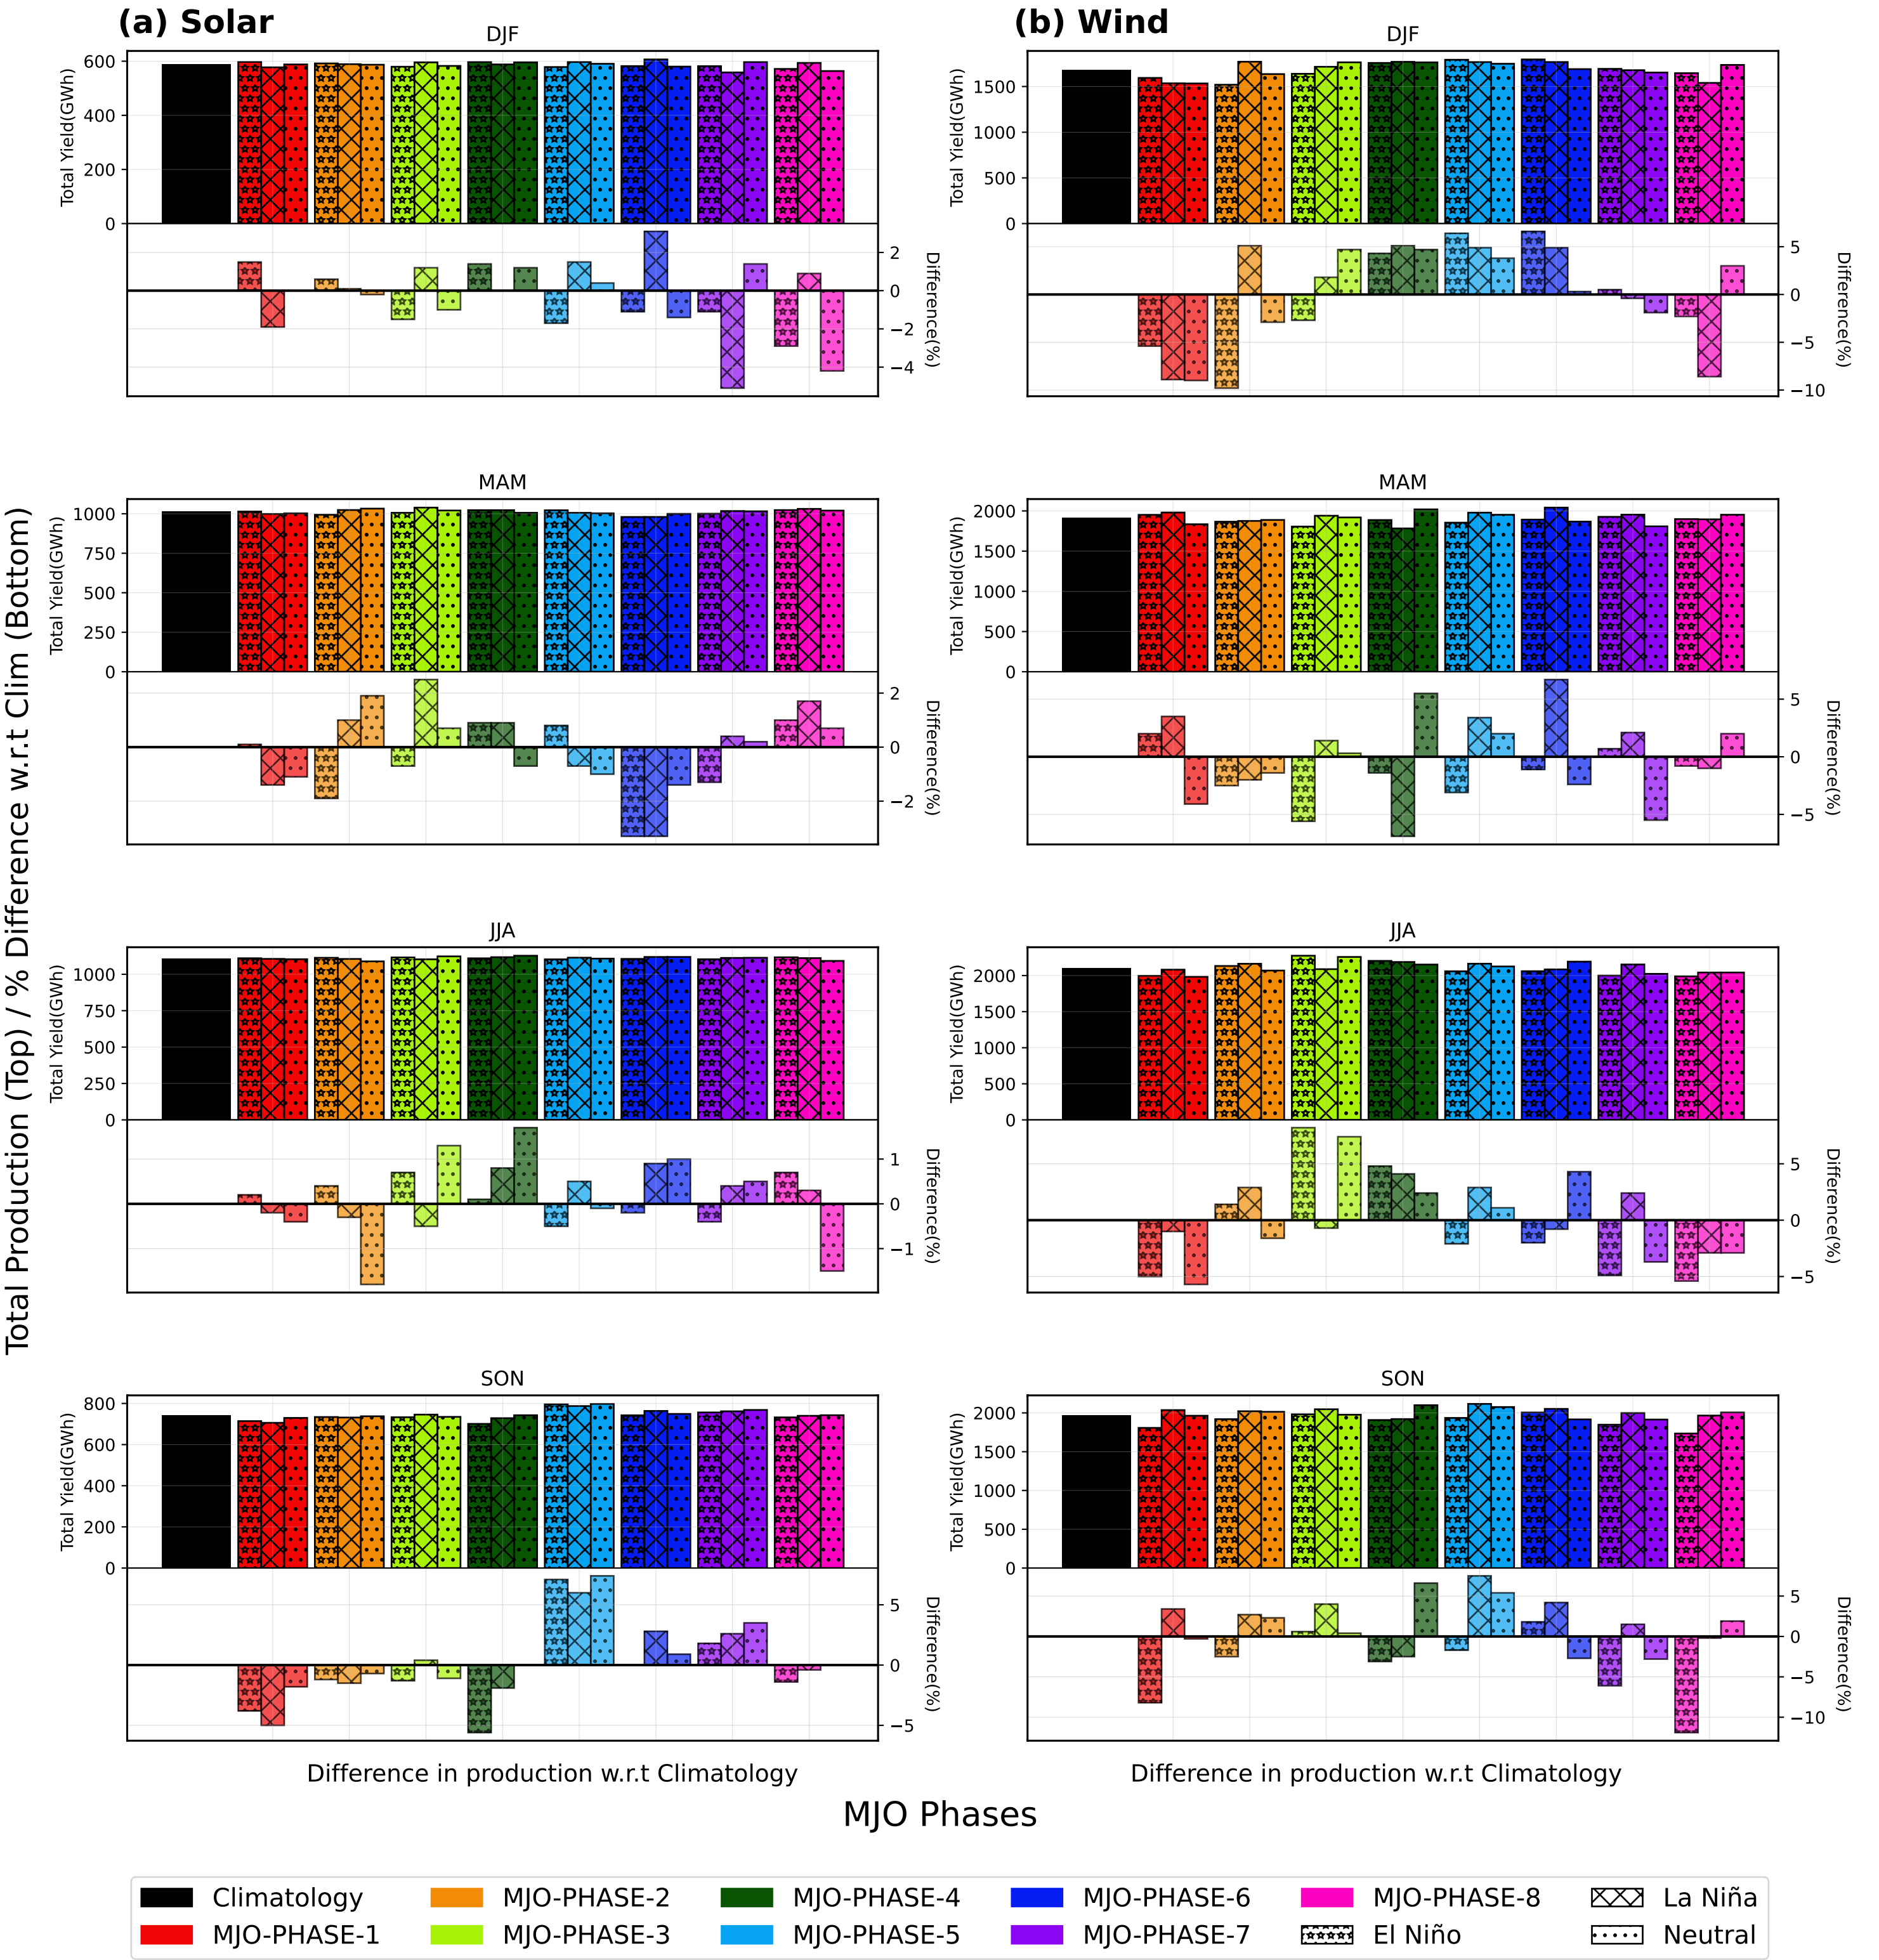 (a) Solar
(b) Wind
Total Production (Top) / % Difference w.r.t Clim (Bottom)
DJF
Total Yield(GWh)
600
400
200
0
2
0
−2
−4
Difference(%)
DJF
Total Yield(GWh)
1500
1000
500
0
5
0
−5
−10
Difference(%)
MAM
Total Yield(GWh)
1000
750
500
250
0
2
0
−2
Difference(%)
MAM
Total Yield(GWh)
2000
1500
1000
500
0
5
0
−5
Difference(%)
JJA
Total Yield(GWh)
1000
750
500
250
0
1
0
−1
Difference(%)
JJA
Total Yield(GWh)
2000
1500
1000
500
0
5
0
−5
Difference(%)
SON
Total Yield(GWh)
800
600
400
200
0
5
0
−5
Difference(%)
SON
Total Yield(GWh)
2000
1500
1000
500
0
5
0
−5
−10
Difference(%)
Difference in production w.r.t Climatology
Difference in production w.r.t Climatology
MJO Phases
Climatology
MJO-PHASE-1
MJO-PHASE-2
MJO-PHASE-3
MJO-PHASE-4
MJO-PHASE-5
MJO-PHASE-6
MJO-PHASE-7
MJO-PHASE-8
El Niño
La Niña
Neutral